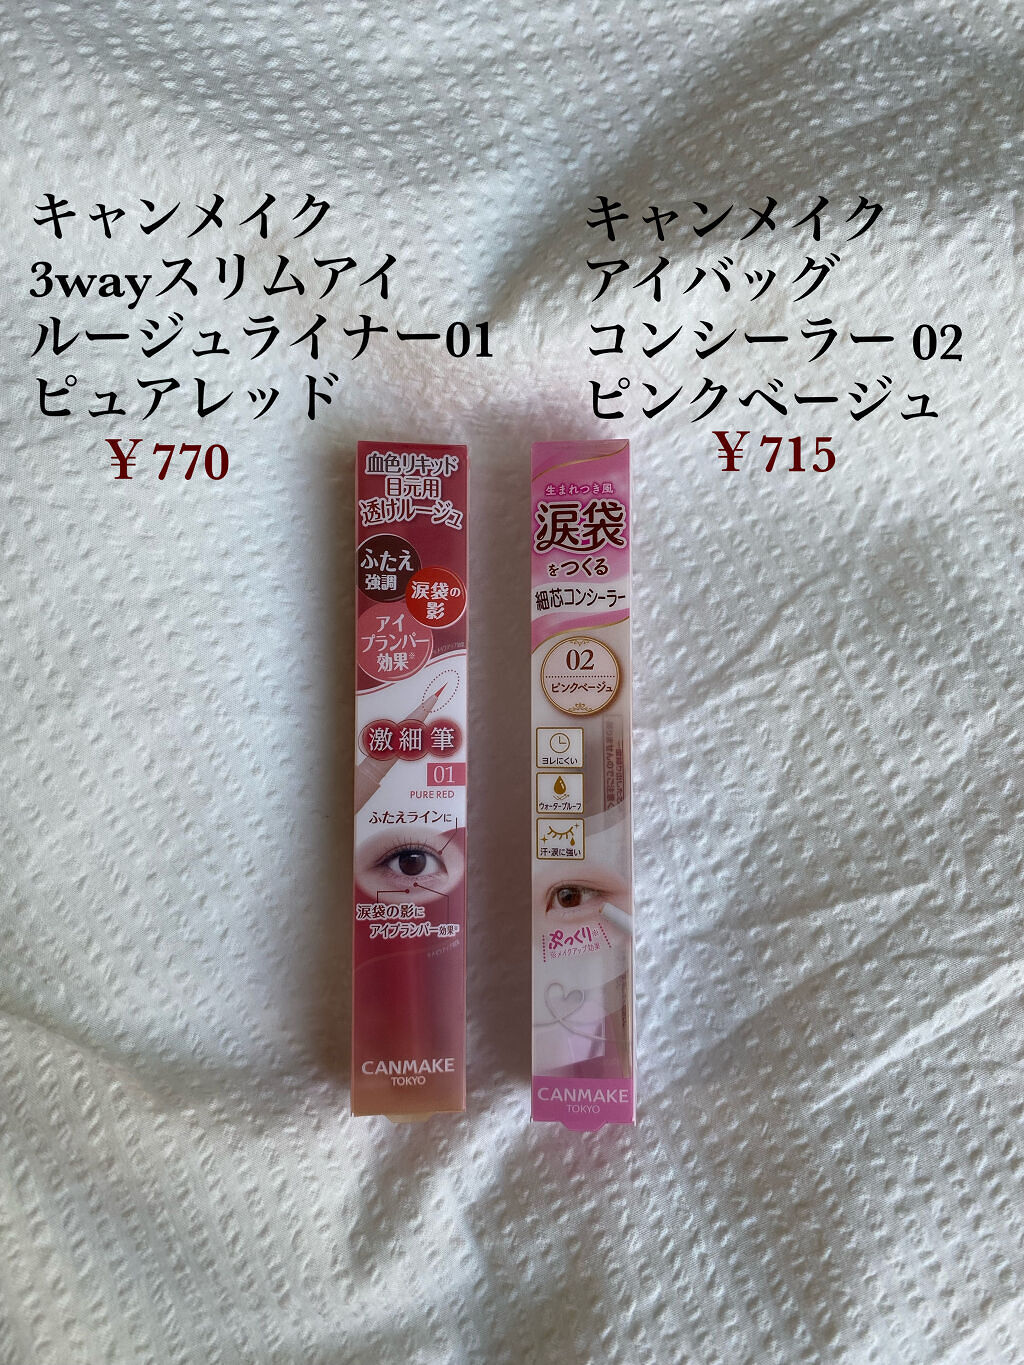 キャンメイク
3wayスリムアイ
ルージュライナー01
ピュアレッド
￥770
キャンメイク
アイバッグ
コンシーラー 02
ピンクベージュ
￥715
血色リキッド
目元用
透けルージュ
ふたえ
強調
涙袋の
影
アイ
プランパー
効果※
激細筆
01
PURE RED
ふたえラインに
涙袋の影に
アイプランパー効果※
CANMAKE
TOKYO
生まれつき風
涙袋
をつくる
細芯コンシーラー
02
ピンクベージュ
ヨレにくい
ウォータープルーフ
汗・涙に強い
ぷっくり※
※メイクアップ効果
CANMAKE
TOKYO